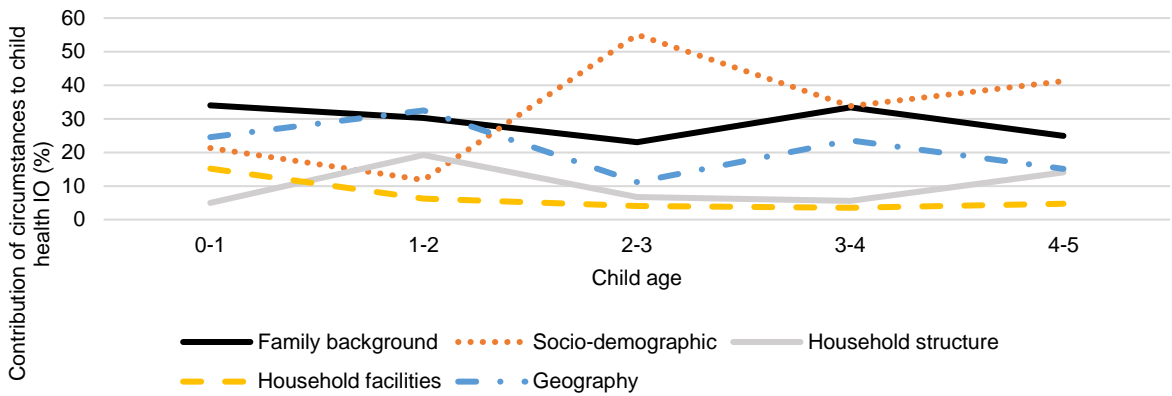 Contribution of circumstances to child
health IO (%)
60
50
40
30
20
10
0
0-1 1-2 2-3 3-4 4-5
Child age
Family background Socio-demographic Household structure
Household facilities Geography